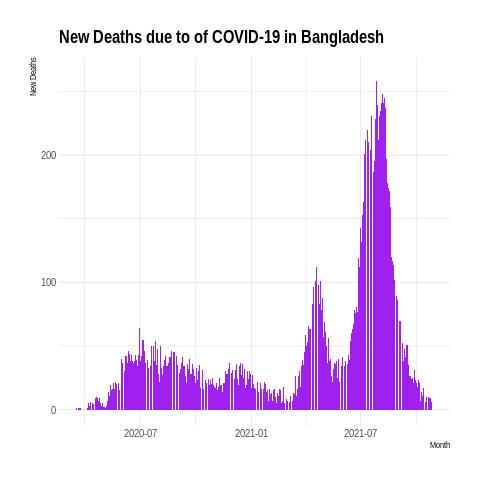 New Deaths due to of COVID-19 in Bangladesh
New Deaths
200
100
0
2020-07 2021-01 2021-07
Month